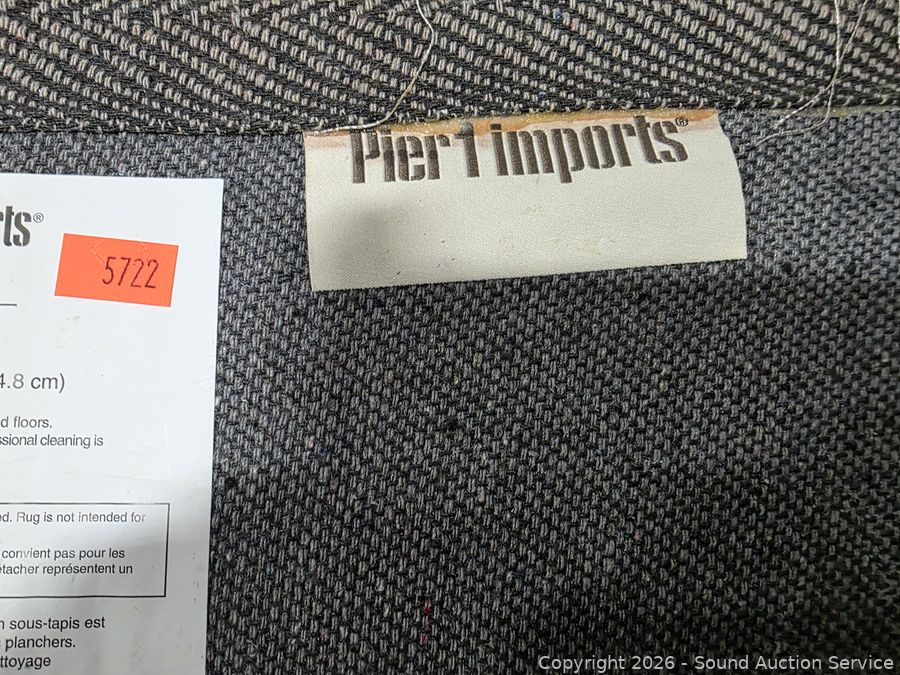 Pier 1 imports®
rts®
5722
4.8 cm)
d floors.
ssional cleaning is
ed. Rug is not intended for
convient pas pour les
étacher représentent un
n sous-tapis est
s planchers.
ttoyage
Copyright 2026 - Sound Auction Service